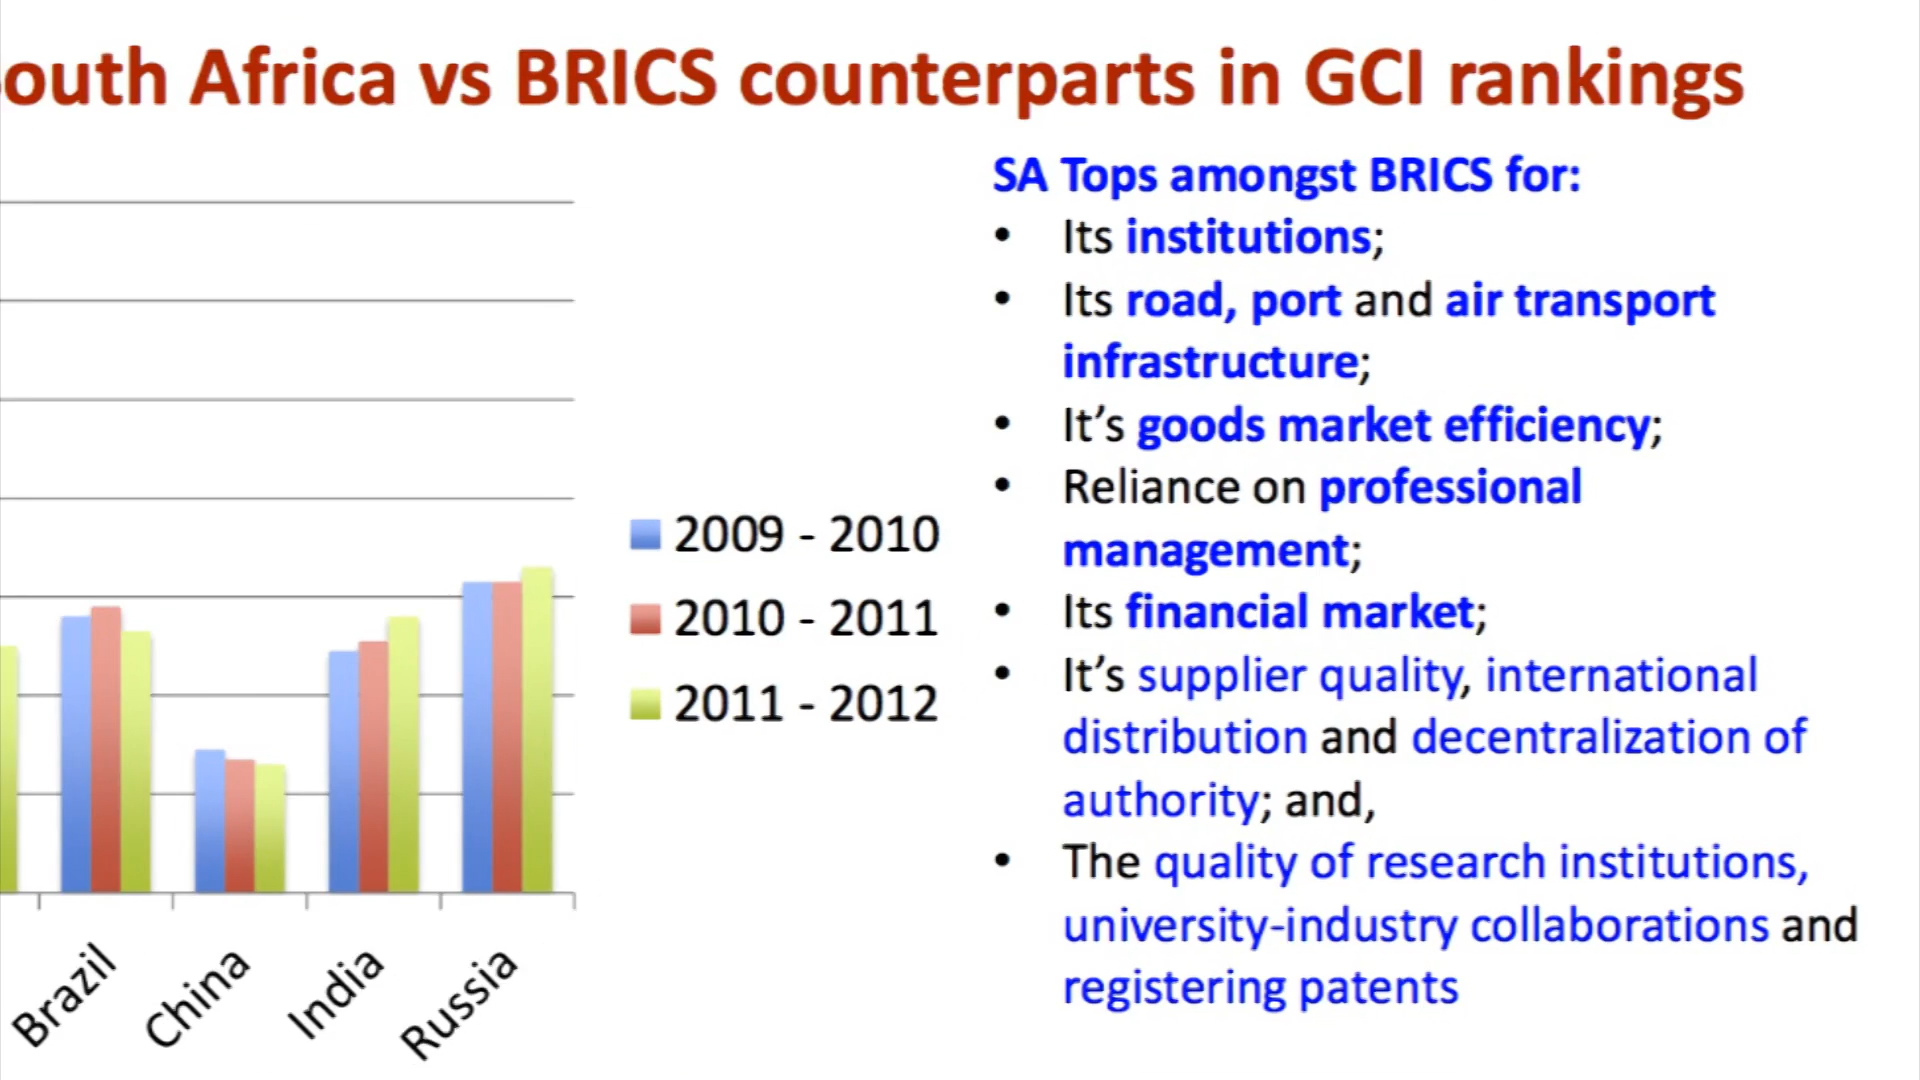 outh Africa vs BRICS counterparts in GCI rankings
SA Tops amongst BRICS for:
• Its institutions;
• Its road, port and air transport
infrastructure;
• It’s goods market efficiency;
• Reliance on professional
management;
• Its financial market;
• It’s supplier quality, international
distribution and decentralization of
authority; and,
• The quality of research institutions,
university-industry collaborations and
registering patents
2009 - 2010
2010 - 2011
2011 - 2012
Brazil
China
India
Russia